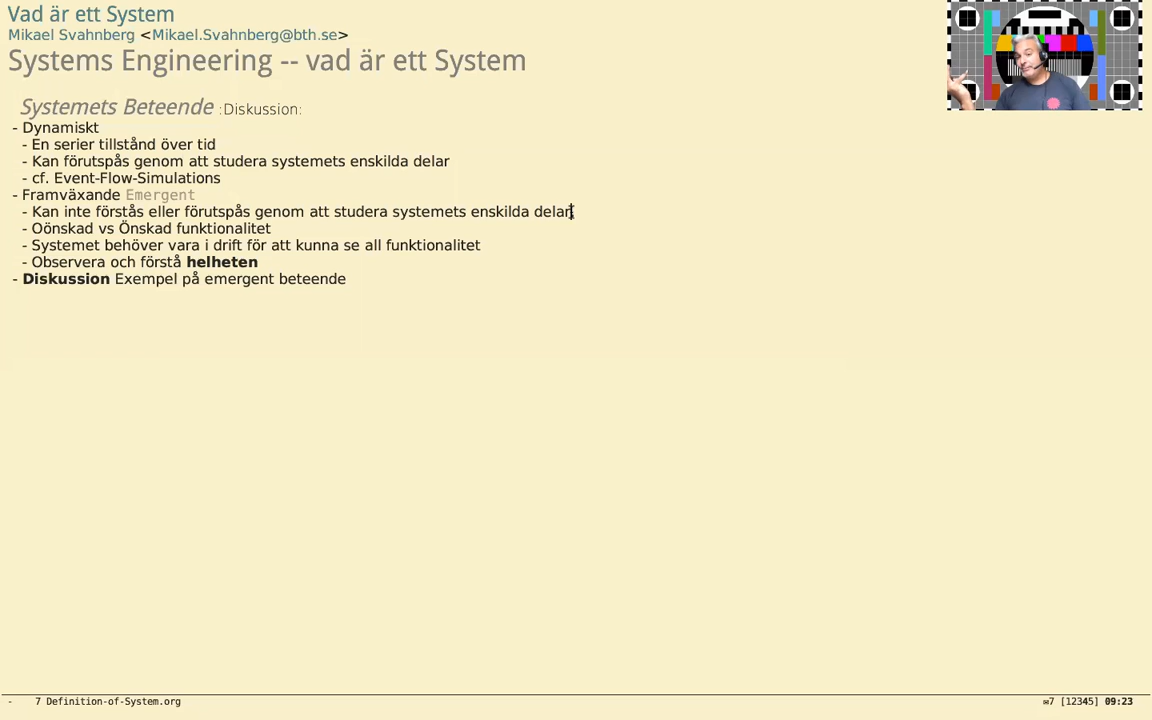 Vad är ett System
Mikael Svahnberg <Mikael.Svahnberg@bth.se>
Systems Engineering -- vad är ett System
Systemets Beteende :Diskussion:
- Dynamiskt
- En serier tillstånd över tid
- Kan förutspås genom att studera systemets enskilda delar
- cf. Event-Flow-Simulations
- Framväxande Emergent
- Kan inte förstås eller förutspås genom att studera systemets enskilda delar
- Oönskad vs Önskad funktionalitet
- Systemet behöver vara i drift för att kunna se all funktionalitet
- Observera och förstå helheten
- Diskussion Exempel på emergent beteende
- 7 Definition-of-System.org ✉7 [12345] 09:23